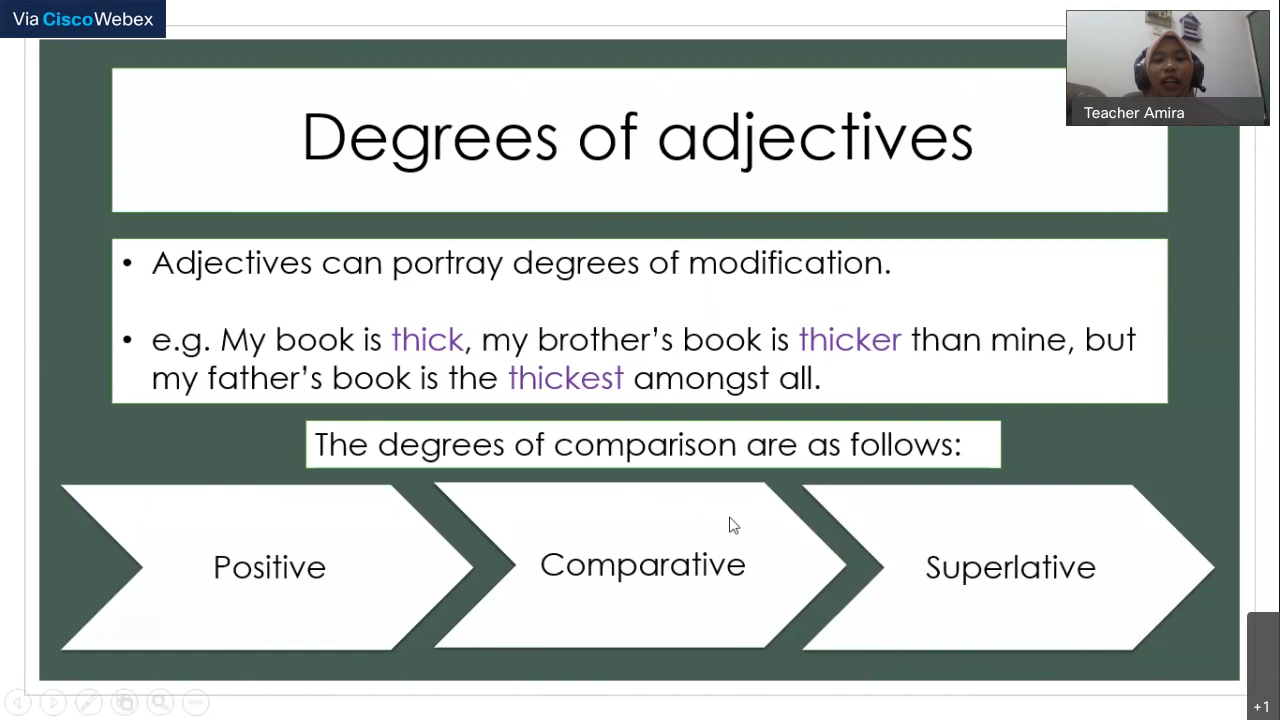 Via CiscoWebex
Teacher Amira
Degrees of adjectives
• Adjectives can portray degrees of modification.
• e.g. My book is thick, my brother's book is thicker than mine, but
my father's book is the thickest amongst all.
The degrees of comparison are as follows:
Positive
Comparative
Superlative
+1